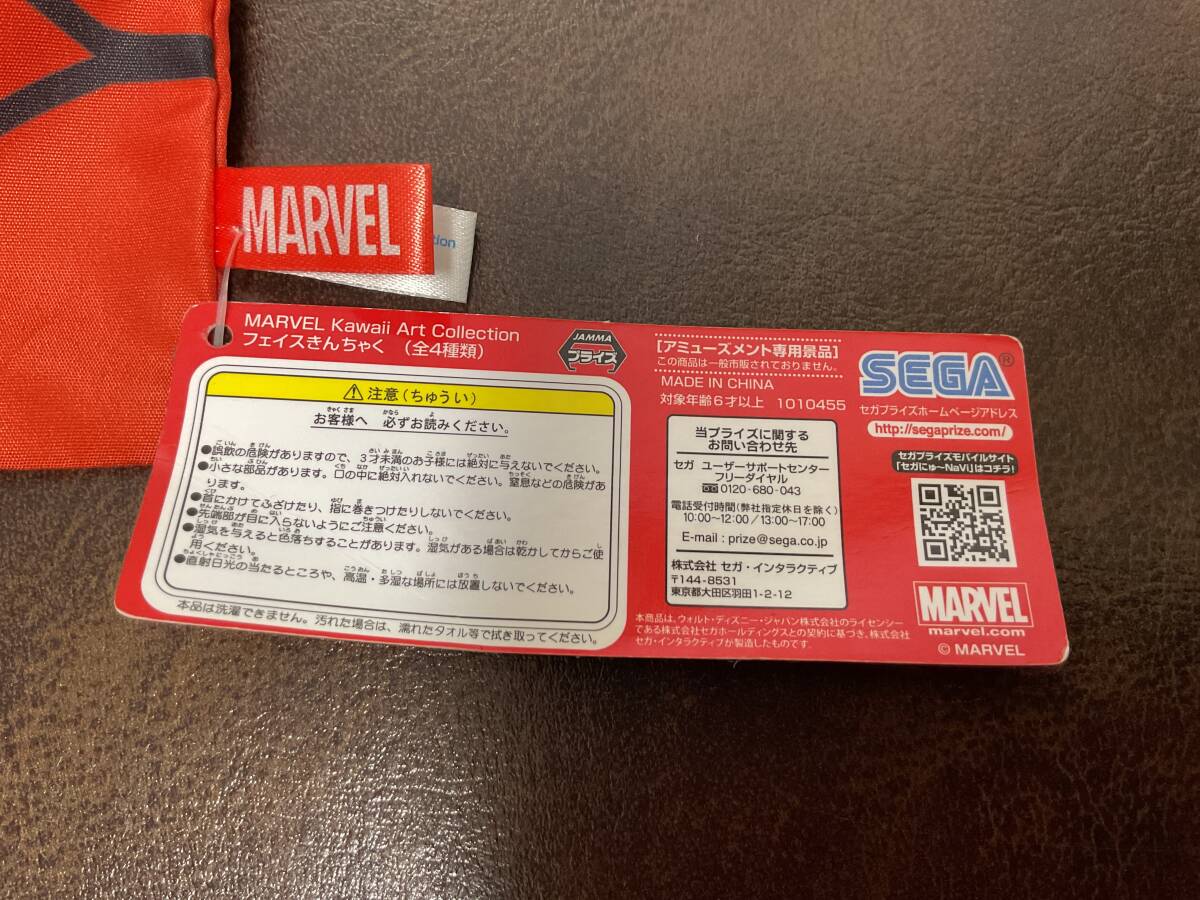 MARVEL
tion
MARVEL Kawaii Art Collection
フェイスきんちゃく (全4種類)
JAMMA
プライズ
⚠注意(ちゅうい)
お客様へ 必ずお読みください。
●誤飲の危険がありますので、3才未満のお子様には絶対に与えないでください。
●小さな部品があります。口の中に絶対入れないでください。窒息などの危険があ
ります。
●首にかけてふざけたり、指に巻きつけたりしないでください。
●先端部が目に入らないようにご注意ください。
●湿気を与えると色落ちすることがあります。湿気がある場合は乾かしてからご使
用ください。
●直射日光の当たるところや、高温・多湿な場所には放置しないでください。
本品は洗濯できません。汚れた場合は、濡れたタオル等で拭き取ってください。
[アミューズメント専用景品]
この商品は一般市販されておりません。
MADE IN CHINA
対象年齢6才以上 1010455
当プライズに関する
お問い合わせ先
セガ ユーザーサポートセンター
フリーダイヤル
0120-680-043
電話受付時間(弊社指定休日を除く)
10:00~12:00/13:00~17:00
E-mail : prize@sega.co.jp
株式会社 セガ・インタラクティブ
〒144-8531
東京都大田区羽田1-2-12
本商品は、ウォルト・ディズニー・ジャパン株式会社のライセンシー
である株式会社セガホールディングスとの契約に基づき、株式会社
セガ・インタラクティブが製造したものです。
SEGA®
セガプライズホームページアドレス
http://segaprize.com/
セガプライズモバイルサイト
「セガにゅ~NaVi」はコチラ!
MARVEL
marvel.com
© MARVEL